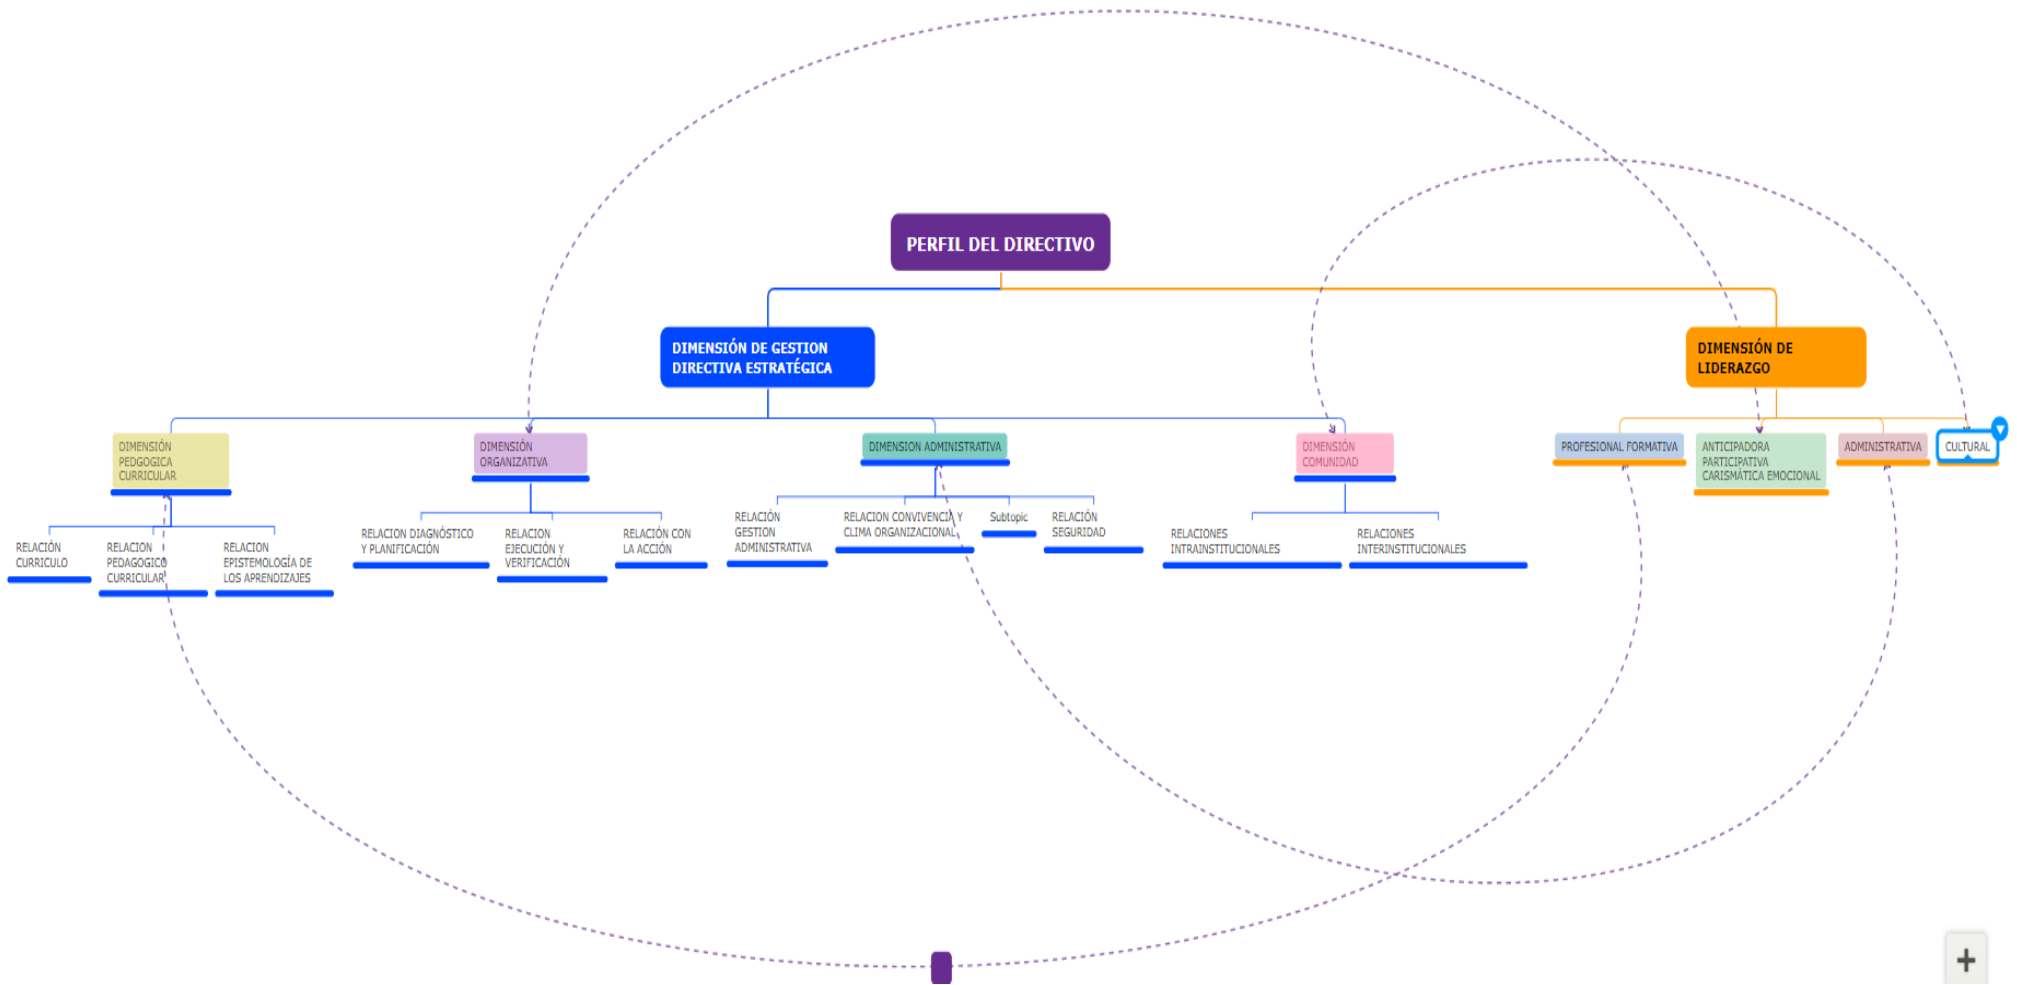 PERFIL DEL DIRECTIVO
DIMENSIÓN DE GESTION
DIRECTIVA ESTRATÉGICA
DIMENSIÓN DE
LIDERAZGO
DIMENSIÓN
PEDGOGICA
CURRICULAR
DIMENSIÓN
ORGANIZATIVA
DIMENSION ADMINISTRATIVA
DIMENSIÓN
COMUNIDAD
PROFESIONAL FORMATIVA
ANTICIPADORA
PARTICIPATIVA
CARISMÁTICA EMOCIONAL
ADMINISTRATIVA
CULTURAL
RELACIÓN
CURRICULO
RELACION
PEDAGOGICO
CURRICULAR
RELACION
EPISTEMOLOGÍA DE
LOS APRENDIZAJES
RELACION DIAGNÓSTICO
Y PLANIFICACIÓN
RELACION
EJECUCIÓN Y
VERIFICACIÓN
RELACIÓN CON
LA ACCIÓN
RELACIÓN
GESTION
ADMINISTRATIVA
RELACION CONVIVENCIA Y
CLIMA ORGANIZACIONAL
Subtopic
RELACIÓN
SEGURIDAD
RELACIONES
INTRAINSTITUCIONALES
RELACIONES
INTERINSTITUCIONALES